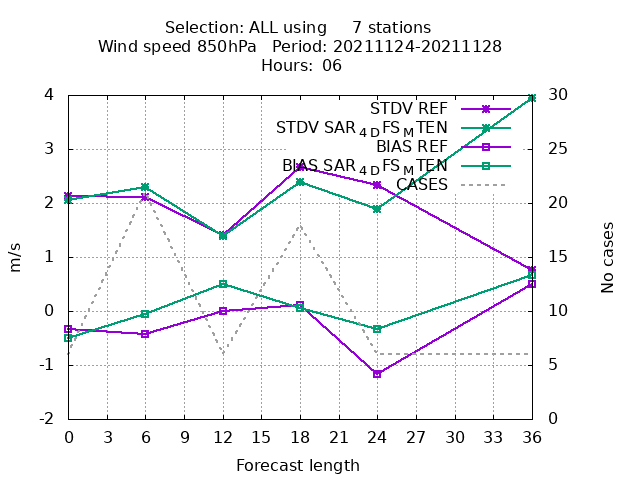 Selection: ALL using 7 stations
Wind speed 850hPa Period: 20211124-20211128
Hours: 06
STDV REF
STDV SAR4DFSMTEN
BIAS REF
BIAS SAR4DFSMTEN
CASES
4
3
2
1
0
-1
-2
30
25
20
15
10
5
0
m/s
No cases
0 3 6 9 12 15 18 21 24 27 30 33 36
Forecast length